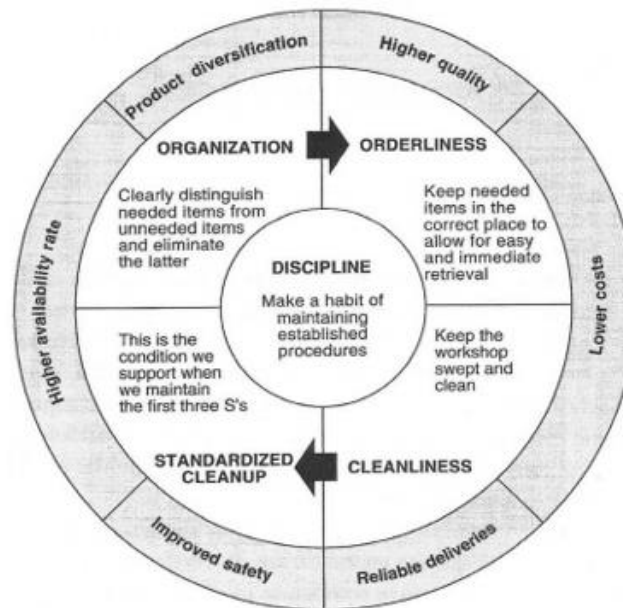 Product diversification
Higher quality
Lower costs
Reliable deliveries
Improved safety
Higher availability rate
ORGANIZATION
Clearly distinguish
needed items from
unneeded items
and eliminate
the latter
ORDERLINESS
Keep needed
items in the
correct place to
allow for easy
and immediate
retrieval
DISCIPLINE
Make a habit of
maintaining
established
procedures
This is the
condition we
support when
we maintain
the first three S's
STANDARDIZED
CLEANUP
Keep the
workshop
swept and
clean
CLEANLINESS